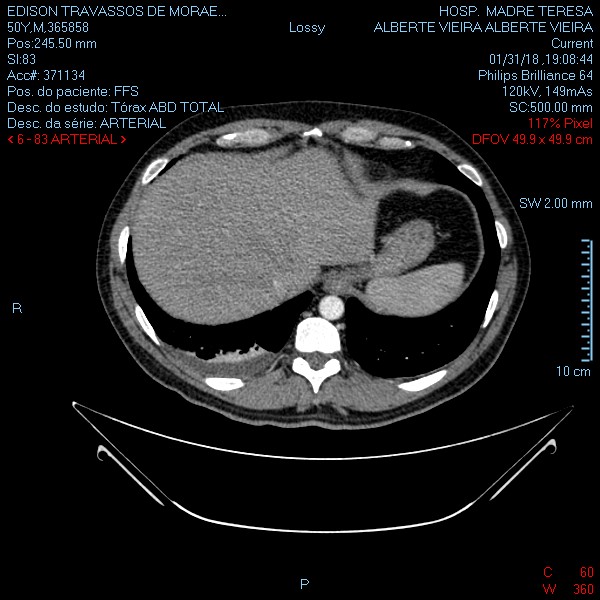 EDISON TRAVASSOS DE MORAE...
50Y,M,365858
Pos:245.50 mm
SI:83
Acc#: 371134
Pos. do paciente: FFS
Desc. do estudo: Tórax ABD TOTAL
Desc. da série: ARTERIAL
< 6 - 83 ARTERIAL >
Lossy
HOSP. MADRE TERESA
ALBERTE VIEIRA ALBERTE VIEIRA
Current
01/31/18 ,19:08:44
Philips Brilliance 64
120kV, 149mAs
SC:500.00 mm
117% Pixel
DFOV 49.9 x 49.9 cm
SW 2.00 mm
R
10 cm
P
C 60
W 360